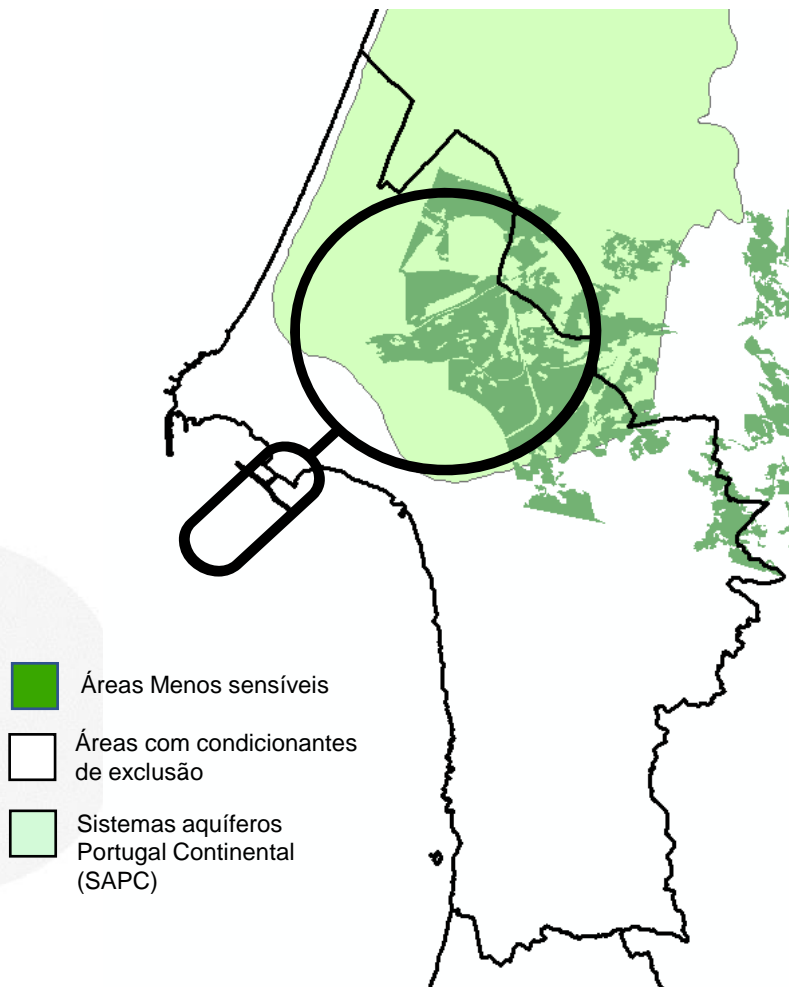 Áreas Menos sensíveis
Áreas com condicionantes
de exclusão
Sistemas aquíferos
Portugal Continental
(SAPC)